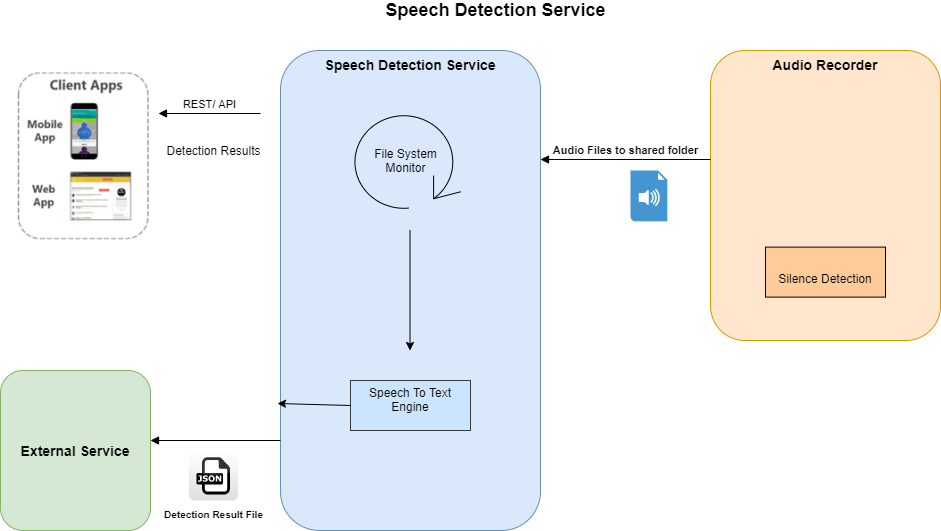 Speech Detection Service
Client Apps
Mobile
App
Web
App
REST/ API
Detection Results
Speech Detection Service
File System
Monitor
Speech To Text
Engine
Audio Files to shared folder
Audio Recorder
Silence Detection
External Service
JSON
Detection Result File